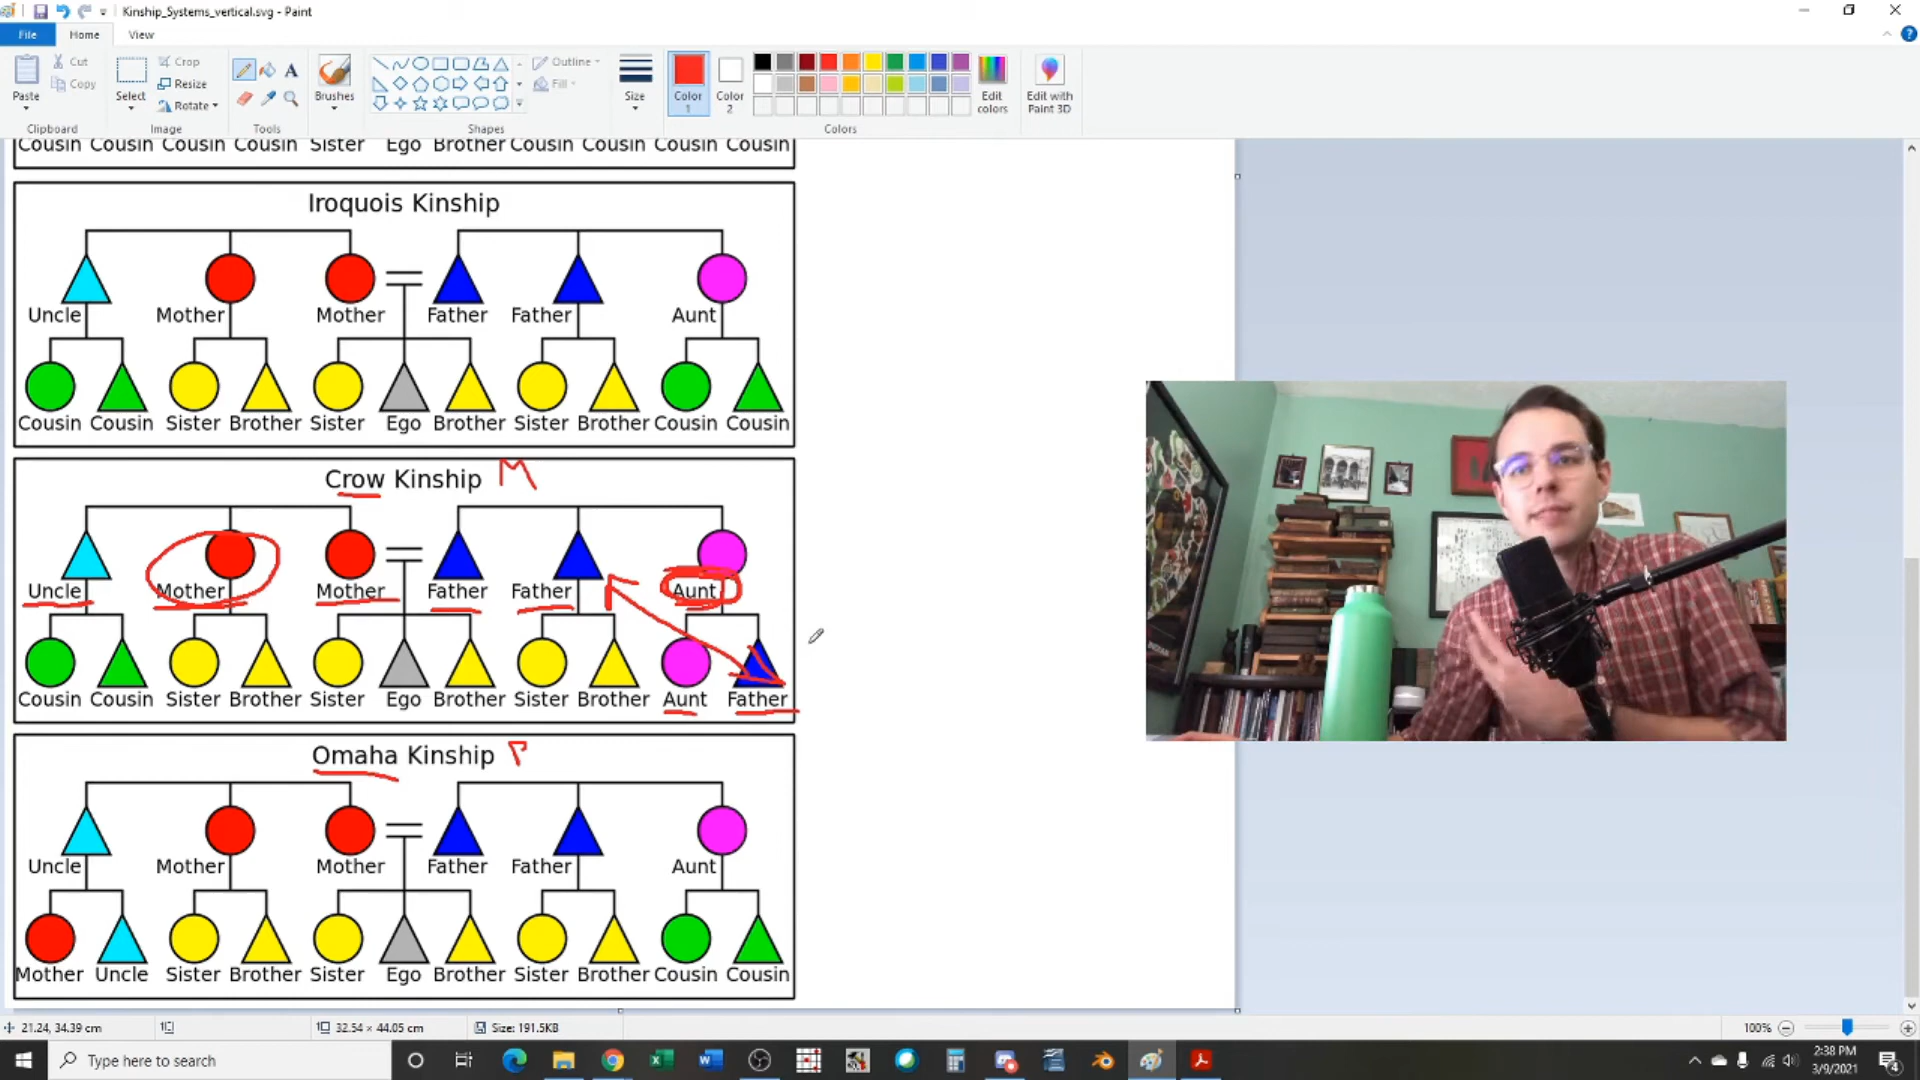 Kinship_Systems_vertical.svg - Paint
File Home View
Paste
Cut
Copy
Clipboard
Select
Crop
Resize
Rotate
Image
Tools
Brushes
Shapes
Outline
Fill
Size
Color 1
Color 2
Colors
Edit colors
Edit with Paint 3D
Cousin Cousin Cousin Cousin Sister Ego Brother Cousin Cousin Cousin Cousin
Iroquois Kinship
Uncle Mother Mother Father Father Aunt
Cousin Cousin Sister Brother Sister Ego Brother Sister Brother Cousin Cousin
Crow Kinship M
Uncle Mother Mother Father Father Aunt
Cousin Cousin Sister Brother Sister Ego Brother Sister Brother Aunt Father
Omaha Kinship P
Uncle Mother Mother Father Father Aunt
Mother Uncle Sister Brother Sister Ego Brother Sister Brother Cousin Cousin
21.24, 34.39 cm 32.54 × 44.05 cm Size: 191.5KB 100%
Type here to search
2:38 PM
3/9/2021
4